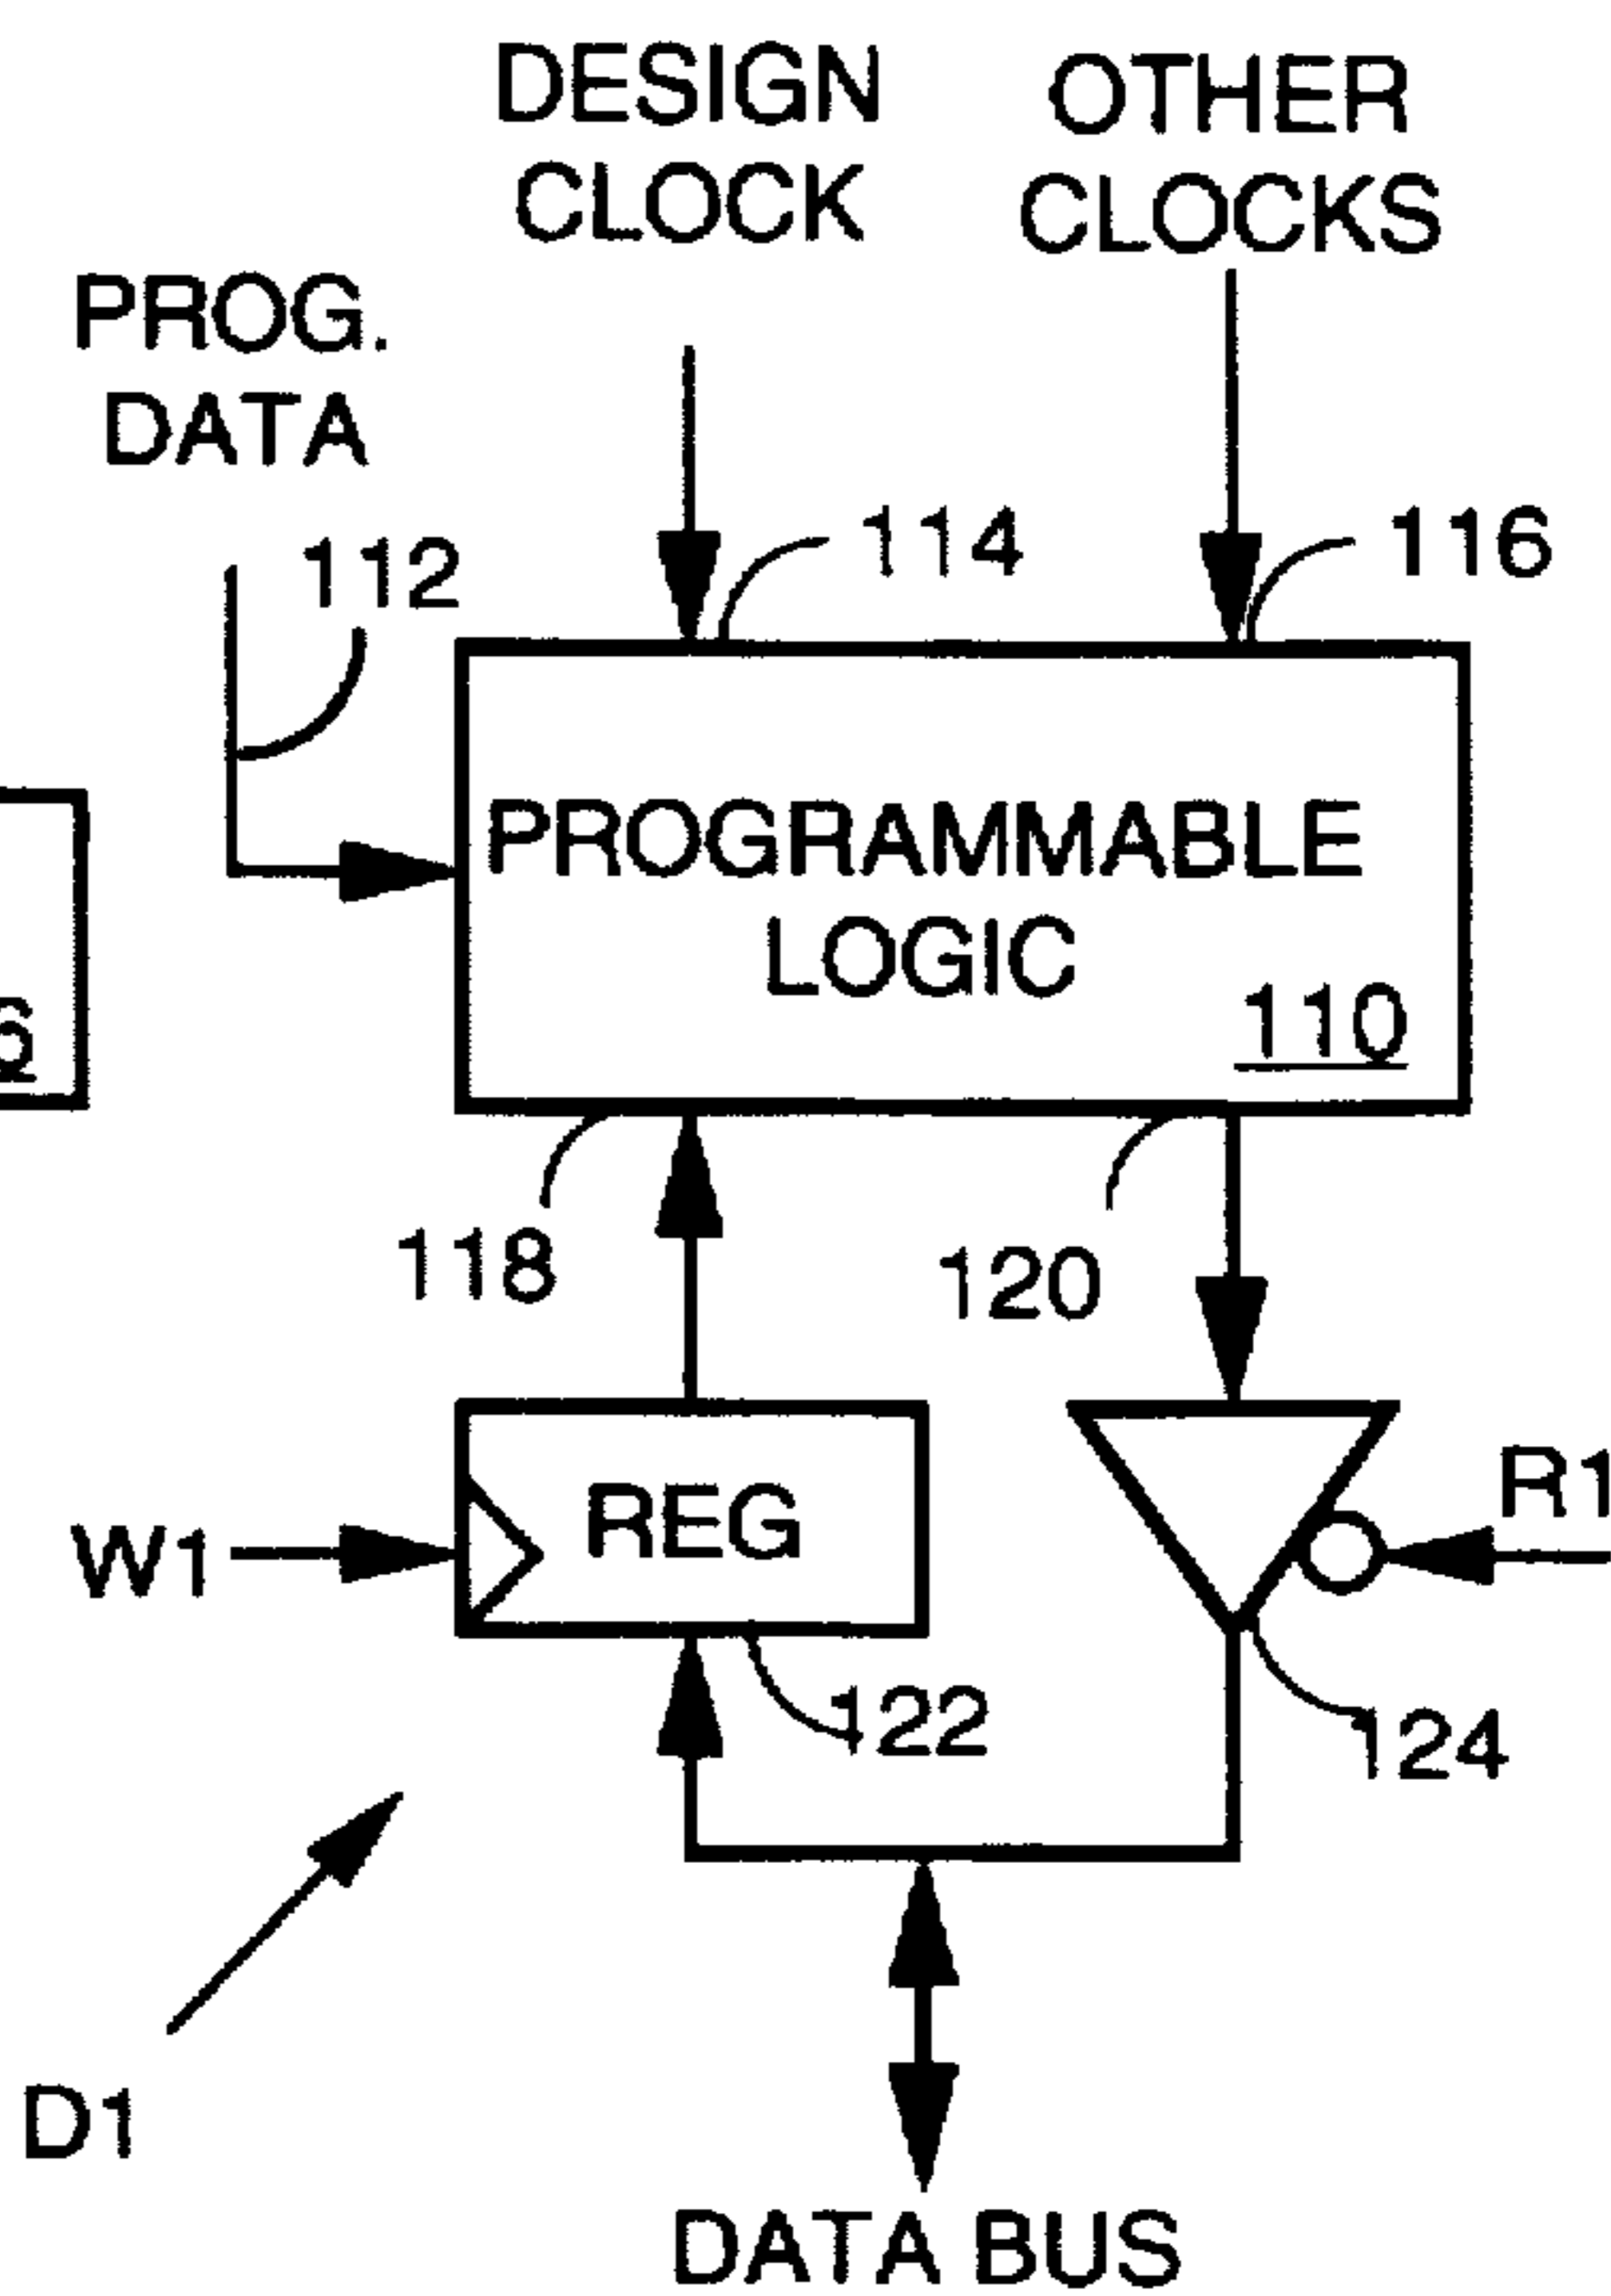 DESIGN
CLOCK
OTHER
CLOCKS
PROG.
DATA
112
114
116
PROGRAMMABLE
LOGIC
110
6
118
120
REG
W1
R1
122
124
D1
DATA BUS